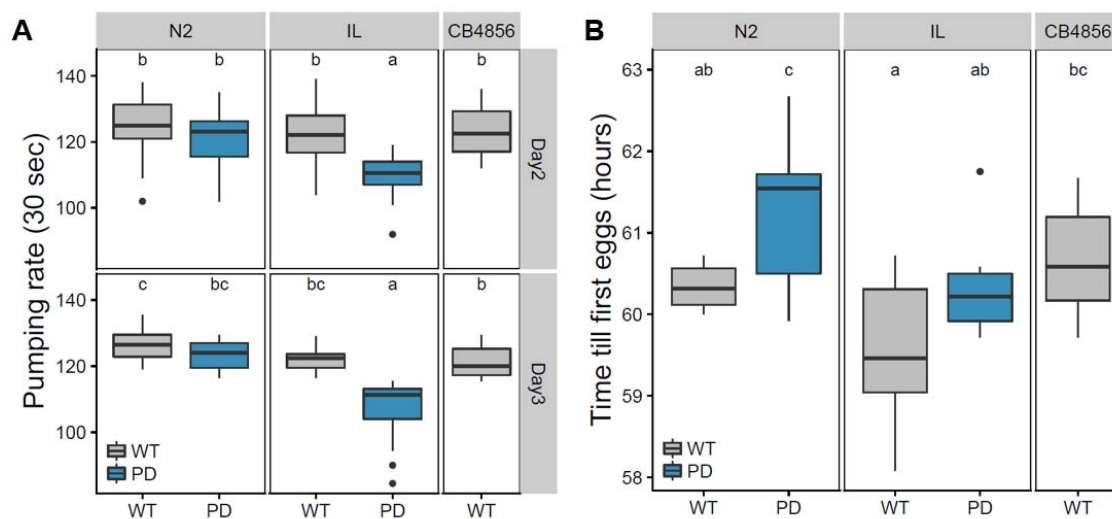 A
N2 IL CB4856
b b b a b
140
120
100
Day2
c bc bc a b
140
120
100
Day3
Pumping rate (30 sec)
WT
PD
WT PD WT PD WT
B
N2 IL CB4856
63
ab c a ab bc
62
61
60
59
58
Time till first eggs (hours)
WT
PD
WT PD WT PD WT